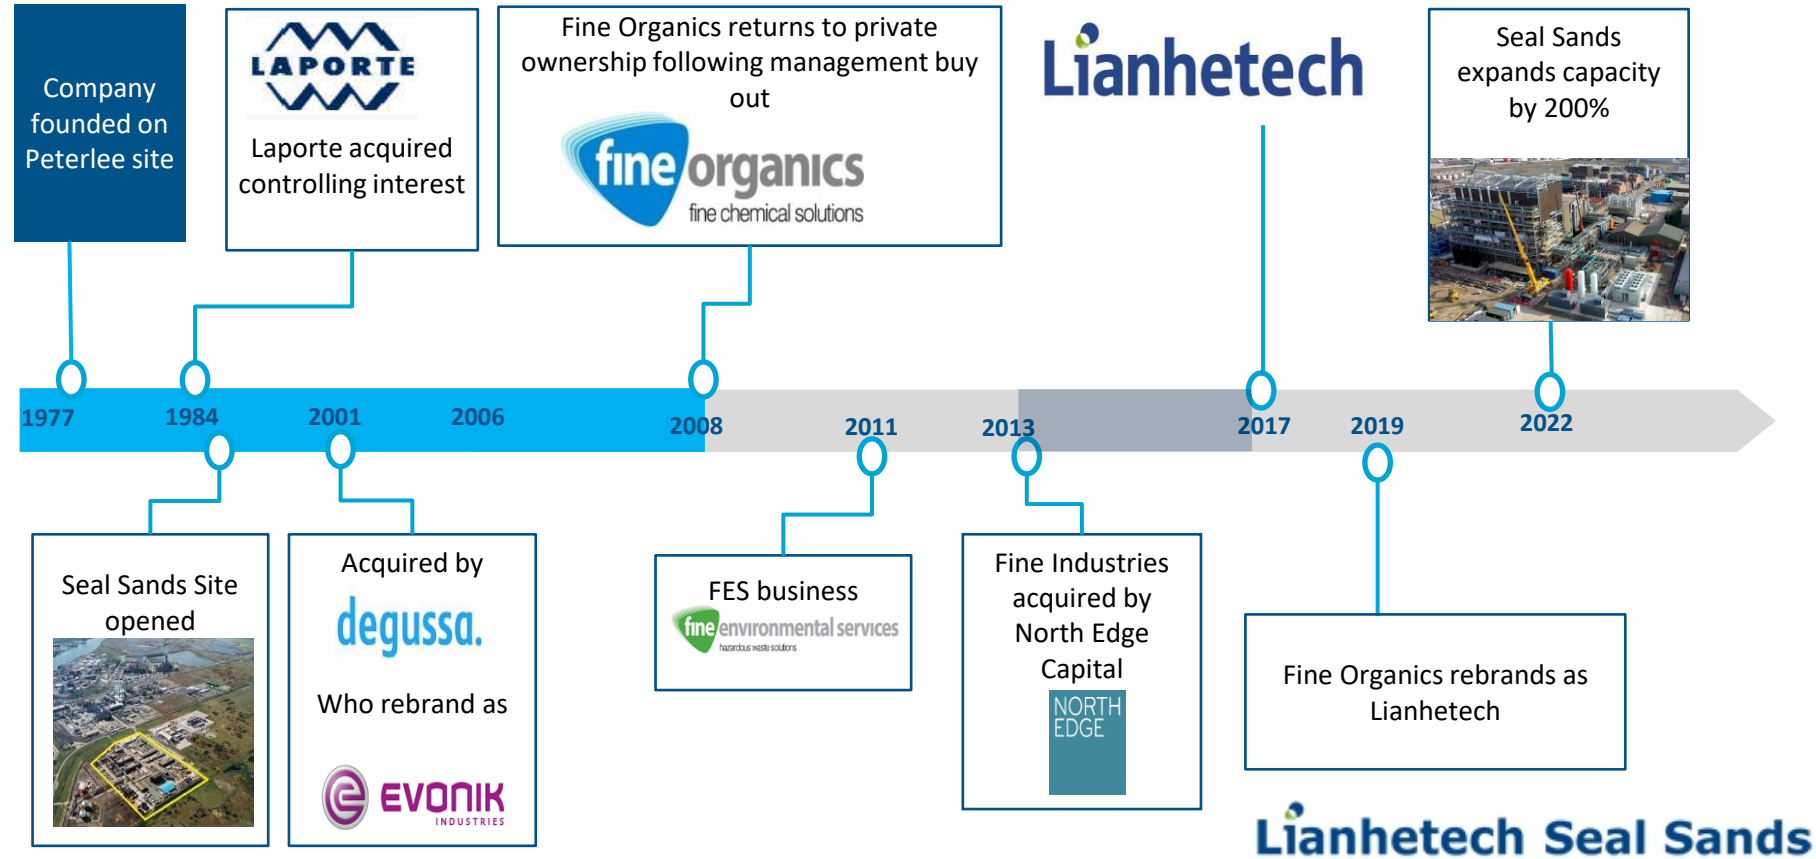 Company
founded on
Peterlee site
LAPORTE
Laporte acquired
controlling interest
Fine Organics returns to private
ownership following management buy
out
fine organics
fine chemical solutions
Lianhetech
Seal Sands
expands capacity
by 200%
1977
1984
2001
2006
2008
2011
2013
2017
2019
2022
Seal Sands Site
opened
Acquired by
degussa.
Who rebrand as
EVONIK
INDUSTRIES
FES business
fine environmental services
hazardous waste solutions
Fine Industries
acquired by
North Edge
Capital
NORTH
EDGE
Fine Organics rebrands as
Lianhetech
Lianhetech Seal Sands